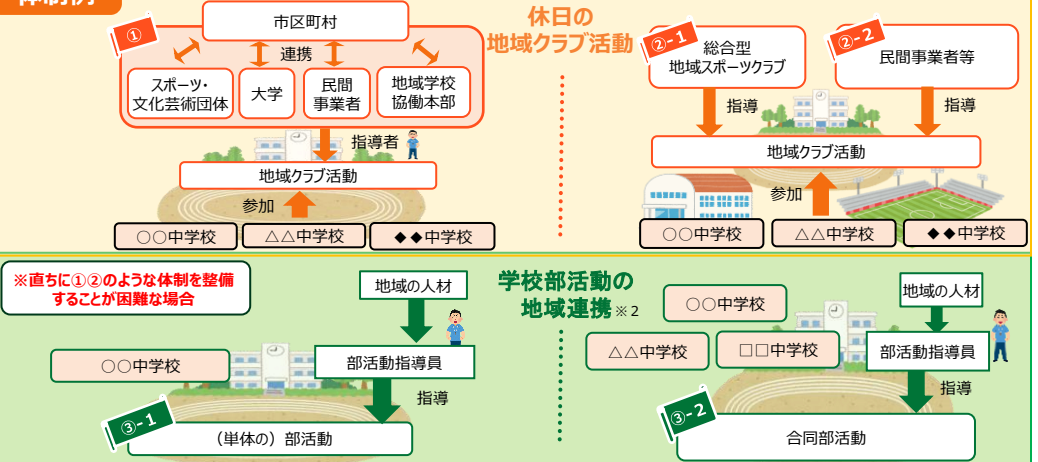 体制例
①
市区町村
連携
スポーツ・
文化芸術団体
大学
民間
事業者
地域学校
協働本部
指導者
地域クラブ活動
参加
○○中学校
△△中学校
◆◆中学校
休日の
地域クラブ活動
②-1
総合型
地域スポーツクラブ
②-2
民間事業者等
指導
指導
地域クラブ活動
参加
○○中学校
△△中学校
◆◆中学校
※直ちに①②のような体制を整備
することが困難な場合
学校部活動の
地域連携※2
地域の人材
○○中学校
部活動指導員
指導
③-1
（単体の）部活動
○○中学校
△△中学校
□□中学校
地域の人材
部活動指導員
指導
③-2
合同部活動